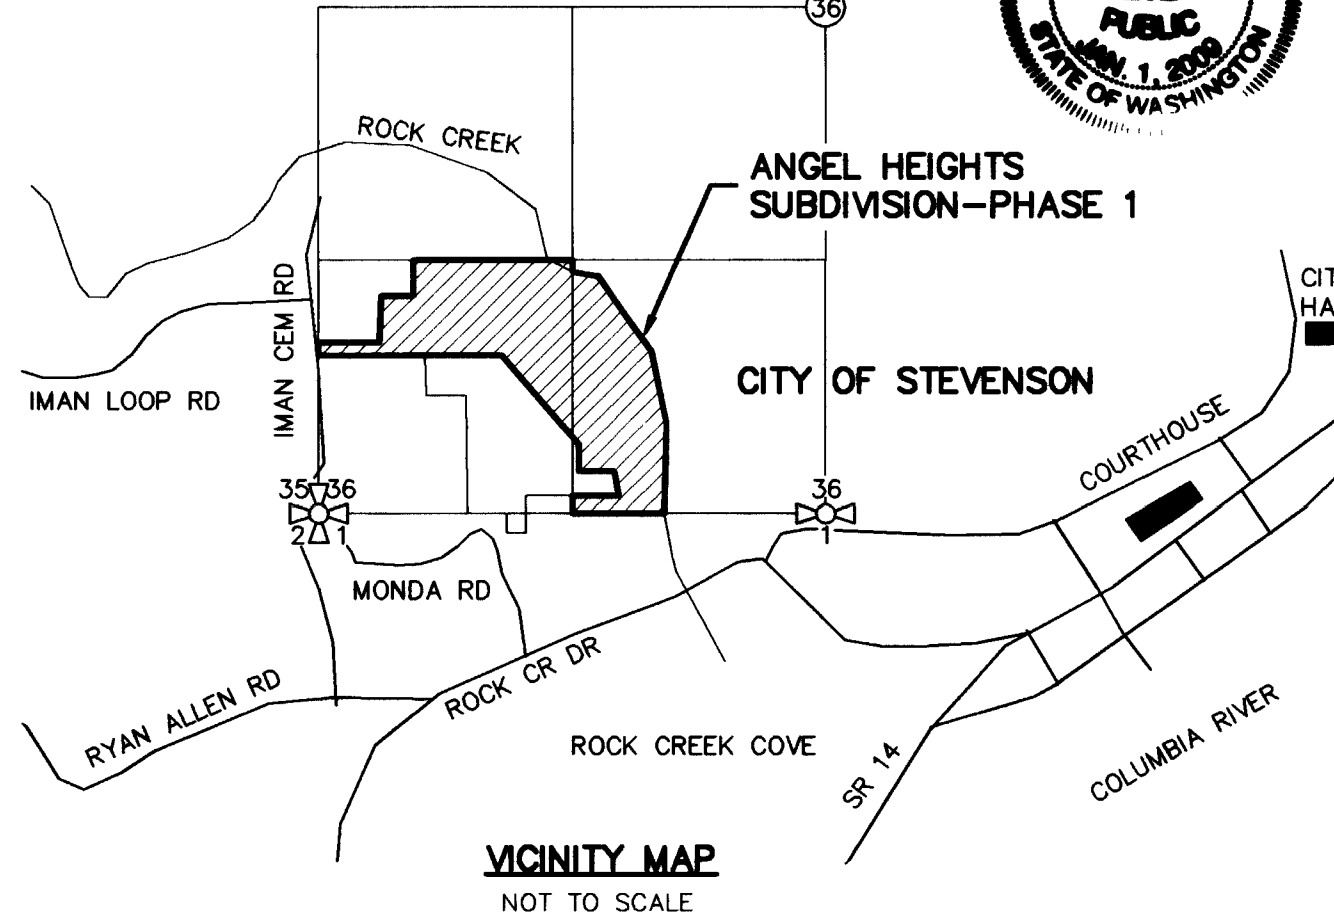 36
PUBLIC
JAN. 1, 2009
STATE OF WASHINGTON
ROCK CREEK
ANGEL HEIGHTS
SUBDIVISION-PHASE 1
IMAN CEM RD
IMAN LOOP RD
CITY OF STEVENSON
COURTHOUSE
35 36
2 1
36
1
MONDA RD
ROCK CR DR
RYAN ALLEN RD
ROCK CREEK COVE
SR 14
COLUMBIA RIVER
VICINITY MAP
NOT TO SCALE